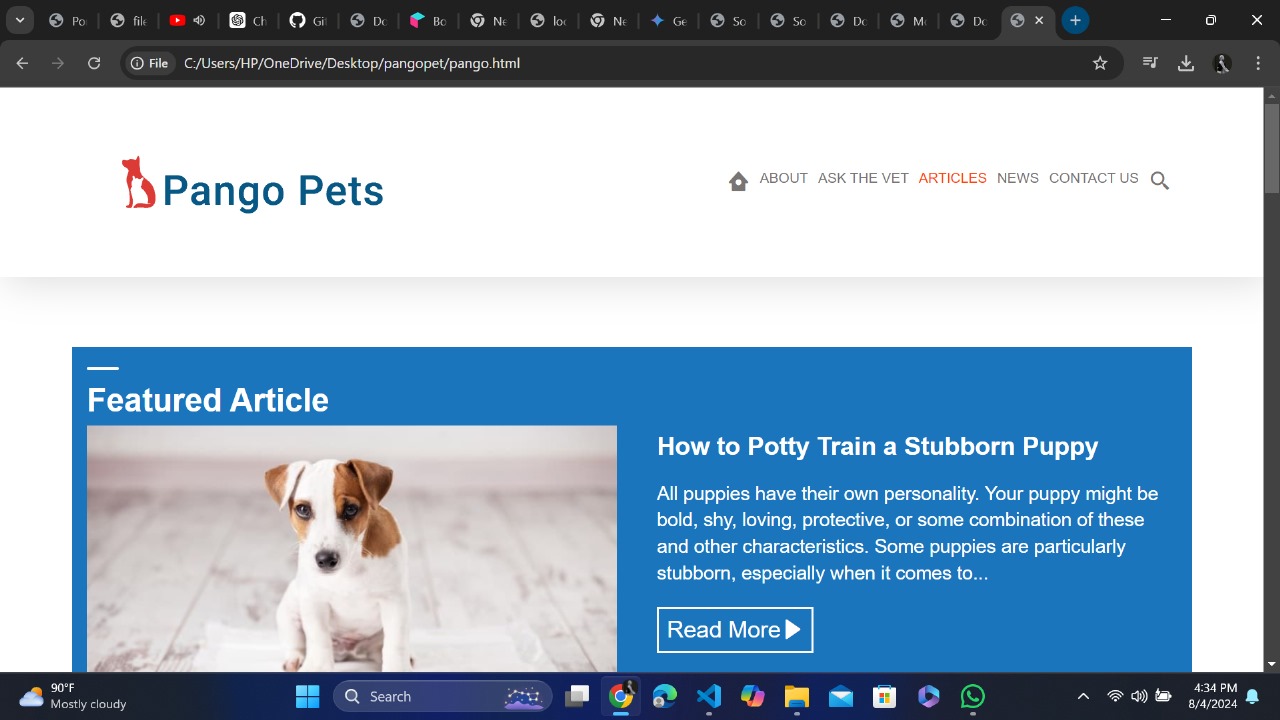 Po
file
Ch
Git
Do
Bo
Ne
loc
Ne
Ge
So
So
Do
Mo
Do
File
C:/Users/HP/OneDrive/Desktop/pangopet/pango.html
Pango Pets
ABOUT ASK THE VET ARTICLES NEWS CONTACT US
Featured Article
How to Potty Train a Stubborn Puppy
All puppies have their own personality. Your puppy might be
bold, shy, loving, protective, or some combination of these
and other characteristics. Some puppies are particularly
stubborn, especially when it comes to...
Read More
90°F
Mostly cloudy
Search
4:34 PM
8/4/2024